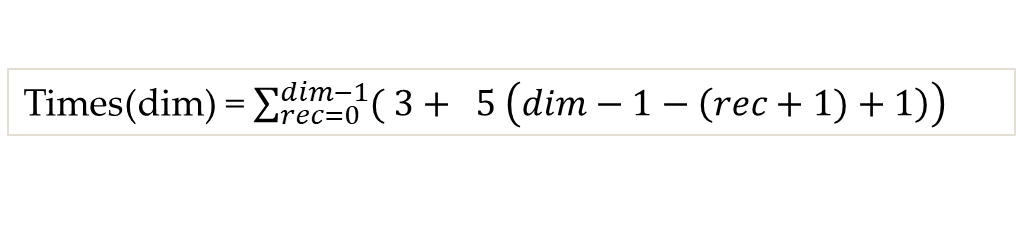 Times(dim) = ∑_{rec=0}^{dim−1}( 3 + 5 (dim − 1 − (rec + 1) + 1))